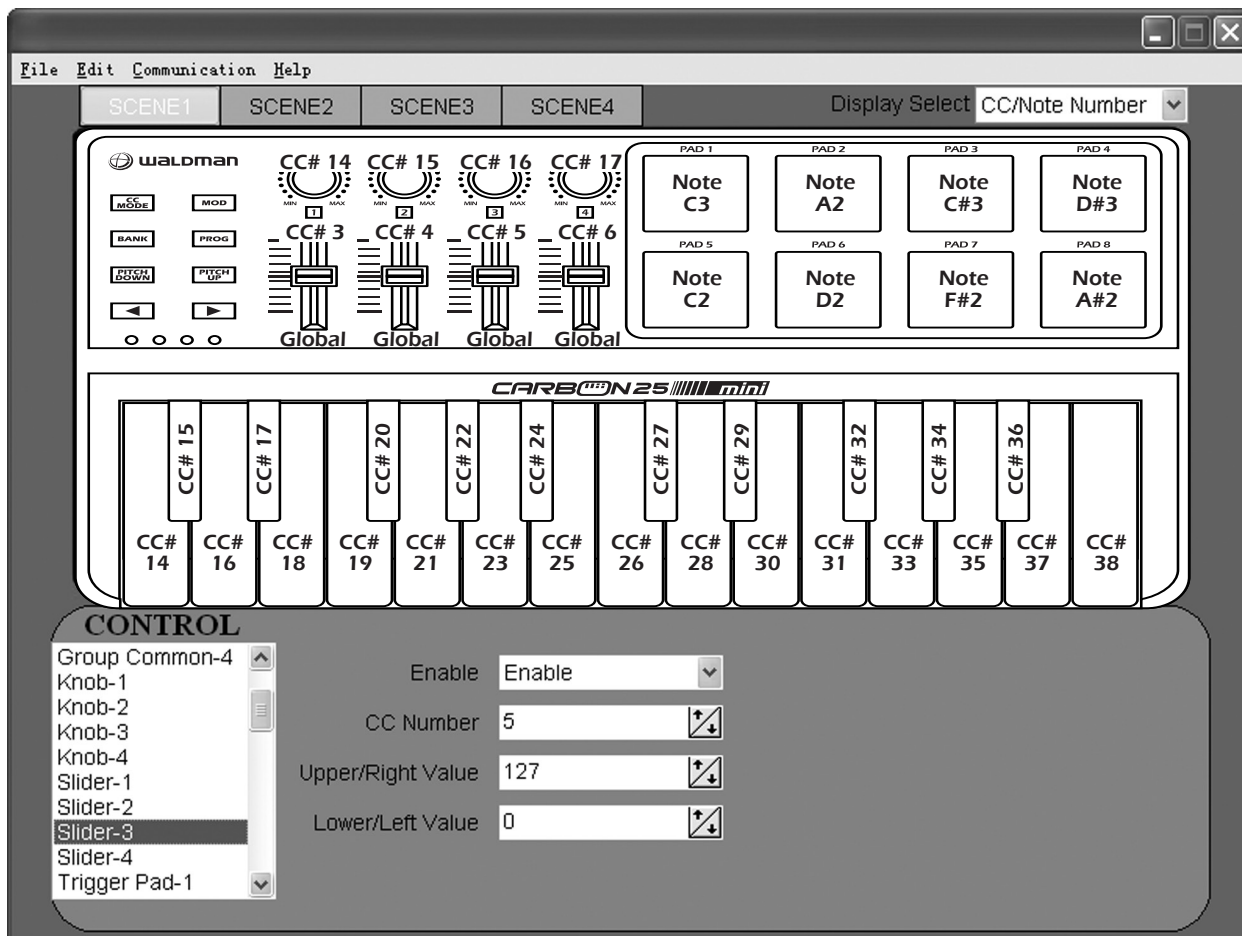 File Edit Communication Help
SCENE1 SCENE2 SCENE3 SCENE4 Display Select CC/Note Number
waldman
CC# 14 CC# 15 CC# 16 CC# 17
MIN MAX MIN MAX MIN MAX MIN MAX
1 2 3 4
CC MODE MOD
BANK PROG
PITCH DOWN PITCH UP
CC# 3 CC# 4 CC# 5 CC# 6
Global Global Global Global
PAD 1 PAD 2 PAD 3 PAD 4
Note C3 Note A2 Note C#3 Note D#3
PAD 5 PAD 6 PAD 7 PAD 8
Note C2 Note D2 Note F#2 Note A#2
CARBON25 mini
CC# 15 CC# 17 CC# 20 CC# 22 CC# 24 CC# 27 CC# 29 CC# 32 CC# 34 CC# 36
CC# CC# CC# CC# CC# CC# CC# CC# CC# CC# CC# CC# CC# CC# CC#
14 16 18 19 21 23 25 26 28 30 31 33 35 37 38
CONTROL
Group Common-4
Knob-1
Knob-2
Knob-3
Knob-4
Slider-1
Slider-2
Slider-3
Slider-4
Trigger Pad-1
Enable Enable
CC Number 5
Upper/Right Value 127
Lower/Left Value 0